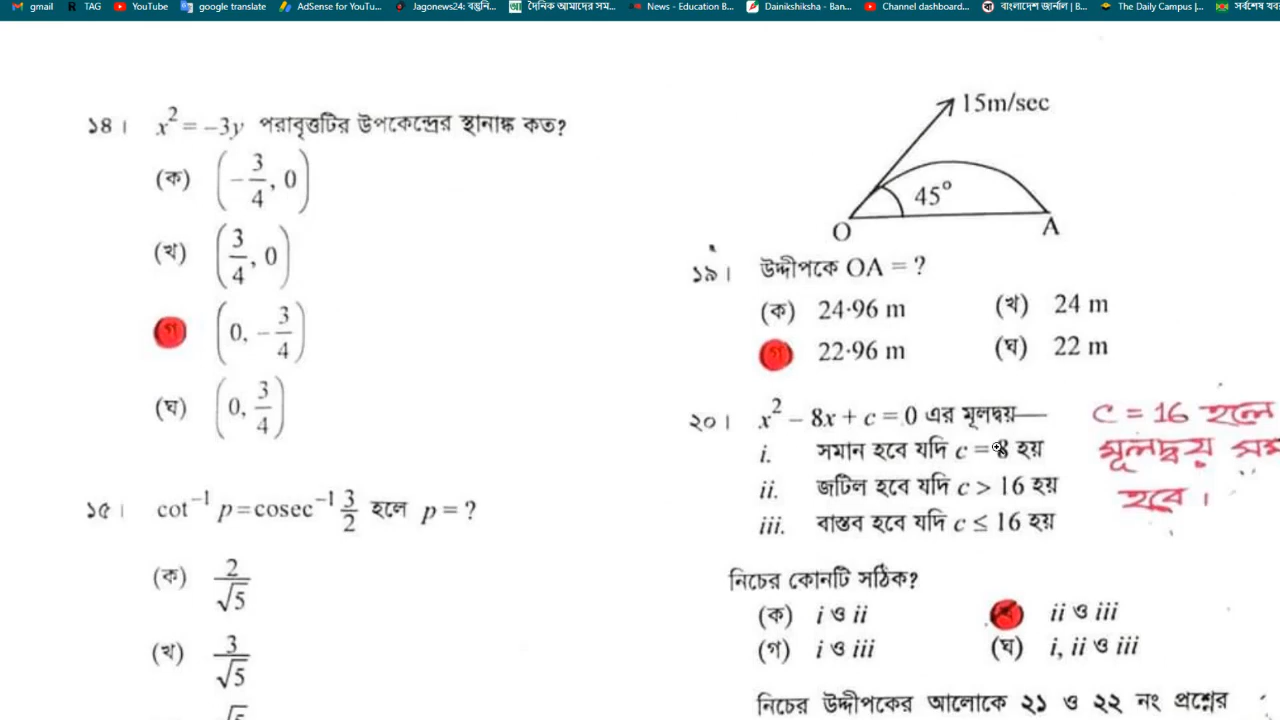 gmail TAG YouTube google translate AdSense for YouTu... Jagonews24: বস্তুনি... দৈনিক আমাদের সম... News - Education B... Dainikshiksha - Ban... Channel dashboard... বাংলাদেশ জার্নাল | B... The Daily Campus |... সর্বশেষ খবর
১৪। x² = –3y পরাবৃত্তটির উপকেন্দ্রের স্থানাঙ্ক কত?
(ক) (–3/4, 0)
(খ) (3/4, 0)
গ (0, –3/4)
(ঘ) (0, 3/4)
১৫। cot⁻¹ p = cosec⁻¹ 3/2 হলে p = ?
(ক) 2/√5
(খ) 3/√5
√5
15m/sec
45°
O A
১৯। উদ্দীপকে OA = ?
(ক) 24·96 m (খ) 24 m
গ 22·96 m (ঘ) 22 m
২০। x² – 8x + c = 0 এর মূলদ্বয়—
i. সমান হবে যদি c = 8 হয়
ii. জটিল হবে যদি c > 16 হয়
iii. বাস্তব হবে যদি c ≤ 16 হয়
c = 16 হলে
মূলদ্বয় সম
হবে।
নিচের কোনটি সঠিক?
(ক) i ও ii ii ও iii
(গ) i ও iii (ঘ) i, ii ও iii
নিচের উদ্দীপকের আলোকে ২১ ও ২২ নং প্রশ্নের